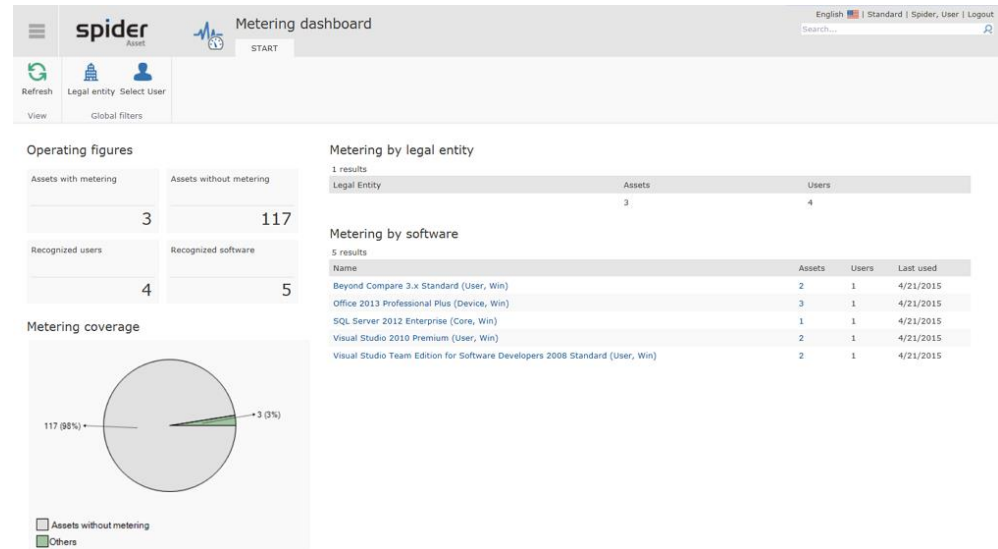 English | Standard | Spider, User | Logout
spider
Asset
Metering dashboard
START
Search...
Refresh
Legal entity
Select User
View
Global filters
Operating figures
Assets with metering
3
Assets without metering
117
Recognized users
4
Recognized software
5
Metering coverage
117 (98%)
3 (3%)
Assets without metering
Others
Metering by legal entity
1 results
Legal Entity Assets Users
3 4
Metering by software
5 results
Name Assets Users Last used
Beyond Compare 3.x Standard (User, Win) 2 1 4/21/2015
Office 2013 Professional Plus (Device, Win) 3 1 4/21/2015
SQL Server 2012 Enterprise (Core, Win) 1 1 4/21/2015
Visual Studio 2010 Premium (User, Win) 2 1 4/21/2015
Visual Studio Team Edition for Software Developers 2008 Standard (User, Win) 2 1 4/21/2015